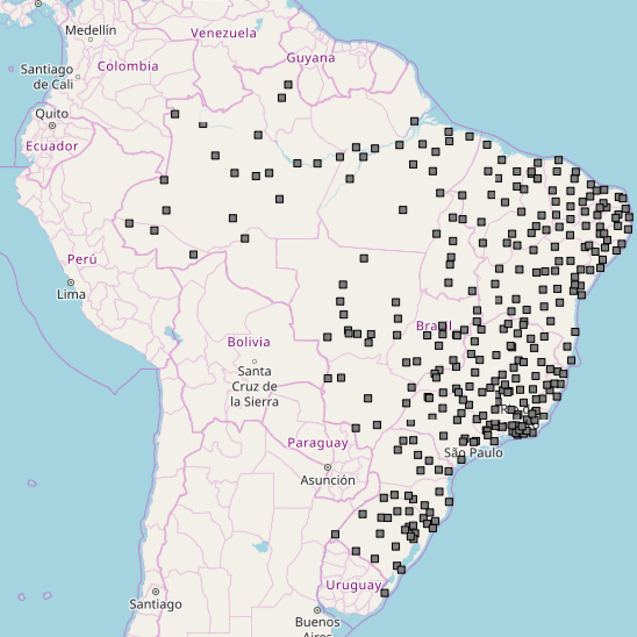 Medellín
Venezuela
Guyana
Colombia
Santiago
de Cali
Quito
Ecuador
Perú
Lima
Brasil
Bolivia
Santa
Cruz de
la Sierra
Paraguay
São Paulo
Asunción
Uruguay
Santiago
Buenos
Aires